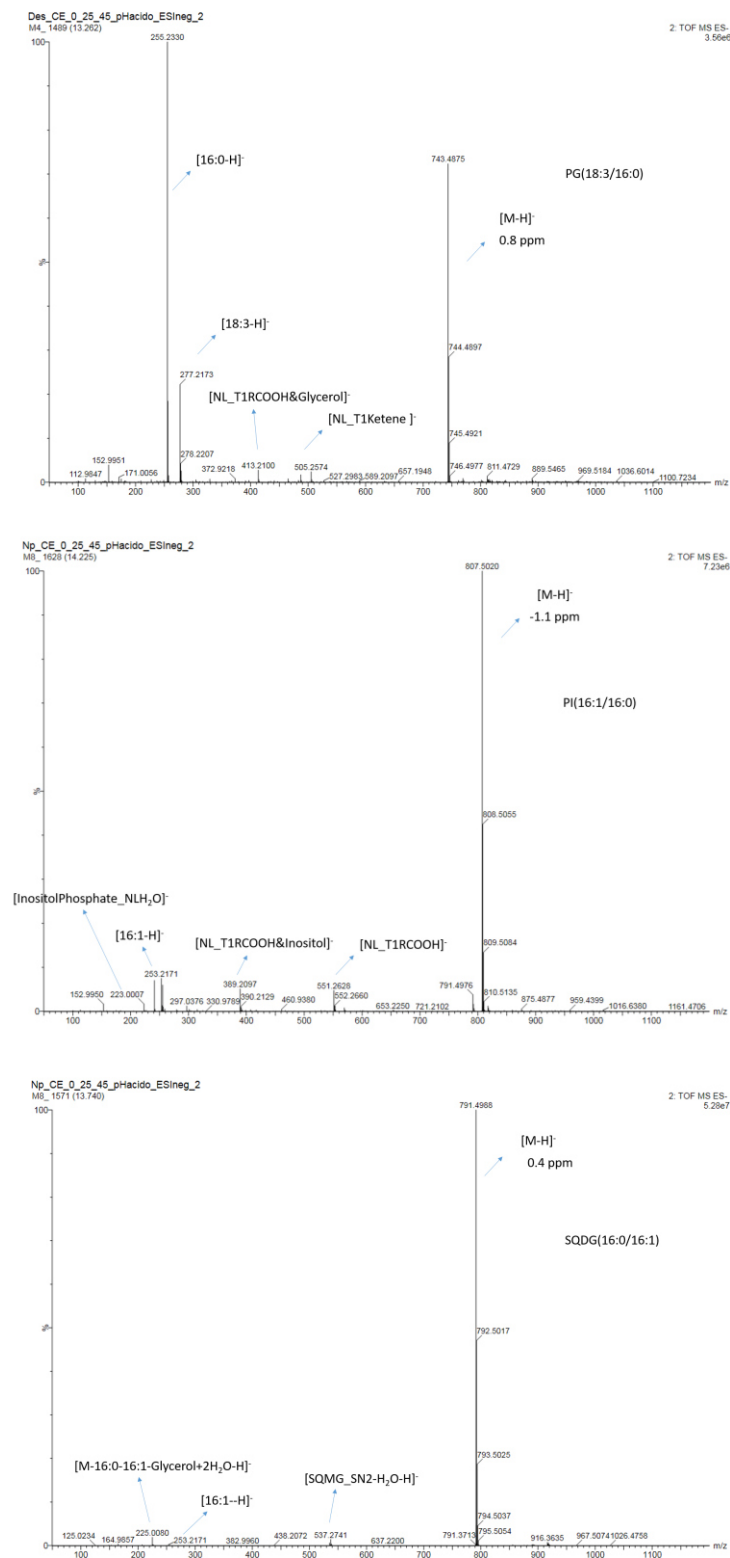 Des_CE_0_25_45_pHacido_ESIneg_2
M4_ 1489 (13.262)
2: TOF MS ES-
3.56e6
255.2330
100
[16:0-H]-
743.4875
PG(18:3/16:0)
[M-H]-
0.8 ppm
%
[18:3-H]-
744.4897
277.2173
[NL_T1RCOOH&Glycerol]-
[NL_T1Ketene ]-
745.4921
278.2207
152.9951
112.9847
171.0056
372.9218
413.2100
505.2574
527.2983
589.2097
657.1948
746.4977
811.4729
889.5465
969.5184
1036.6014
1100.7234
0
m/z
100 200 300 400 500 600 700 800 900 1000 1100
Np_CE_0_25_45_pHacido_ESIneg_2
M8_ 1628 (14.225)
2: TOF MS ES-
7.23e6
807.5020
100
[M-H]-
-1.1 ppm
PI(16:1/16:0)
%
808.5055
[InositolPhosphate_NLH2O]-
[16:1-H]-
[NL_T1RCOOH&Inositol]-
[NL_T1RCOOH]-
809.5084
253.2171
389.2097
551.2628
791.4976
152.9950
223.0007
297.0376
330.9789
390.2129
460.9380
552.2660
653.2250
721.2102
810.5135
875.4877
959.4399
1016.6380
1161.4706
0
m/z
100 200 300 400 500 600 700 800 900 1000 1100
Np_CE_0_25_45_pHacido_ESIneg_2
M8_ 1571 (13.740)
2: TOF MS ES-
5.28e7
791.4988
100
[M-H]-
0.4 ppm
SQDG(16:0/16:1)
792.5017
%
793.5025
[M-16:0-16:1-Glycerol+2H2O-H]-
[SQMG_SN2-H2O-H]-
[16:1--H]-
794.5037
125.0234
164.9857
225.0080
253.2171
382.9960
438.2072
537.2741
637.2200
791.3713
795.5054
916.3635
967.5074
1026.4758
0
m/z
100 200 300 400 500 600 700 800 900 1000 1100